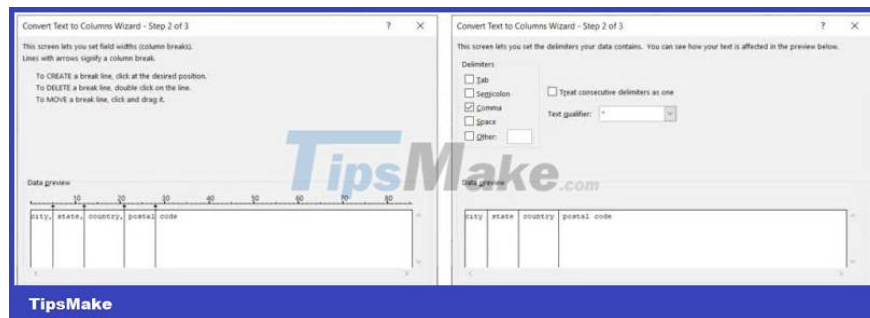 Convert Text to Columns Wizard - Step 2 of 3 ? ×
This screen lets you set field widths (column breaks).
Lines with arrows signify a column break.
To CREATE a break line, click at the desired position.
To DELETE a break line, double click on the line.
To MOVE a break line, click and drag it.
Data preview
10 20 30 40 50 60 70 80
city, state, country, postal code
Convert Text to Columns Wizard - Step 2 of 3 ? ×
This screen lets you set the delimiters your data contains. You can see how your text is affected in the preview below.
Delimiters
Tab
Semicolon
Comma
Space
Other:
Treat consecutive delimiters as one
Text qualifier: "
Data preview
city state country postal code
TipsMake.com
TipsMake